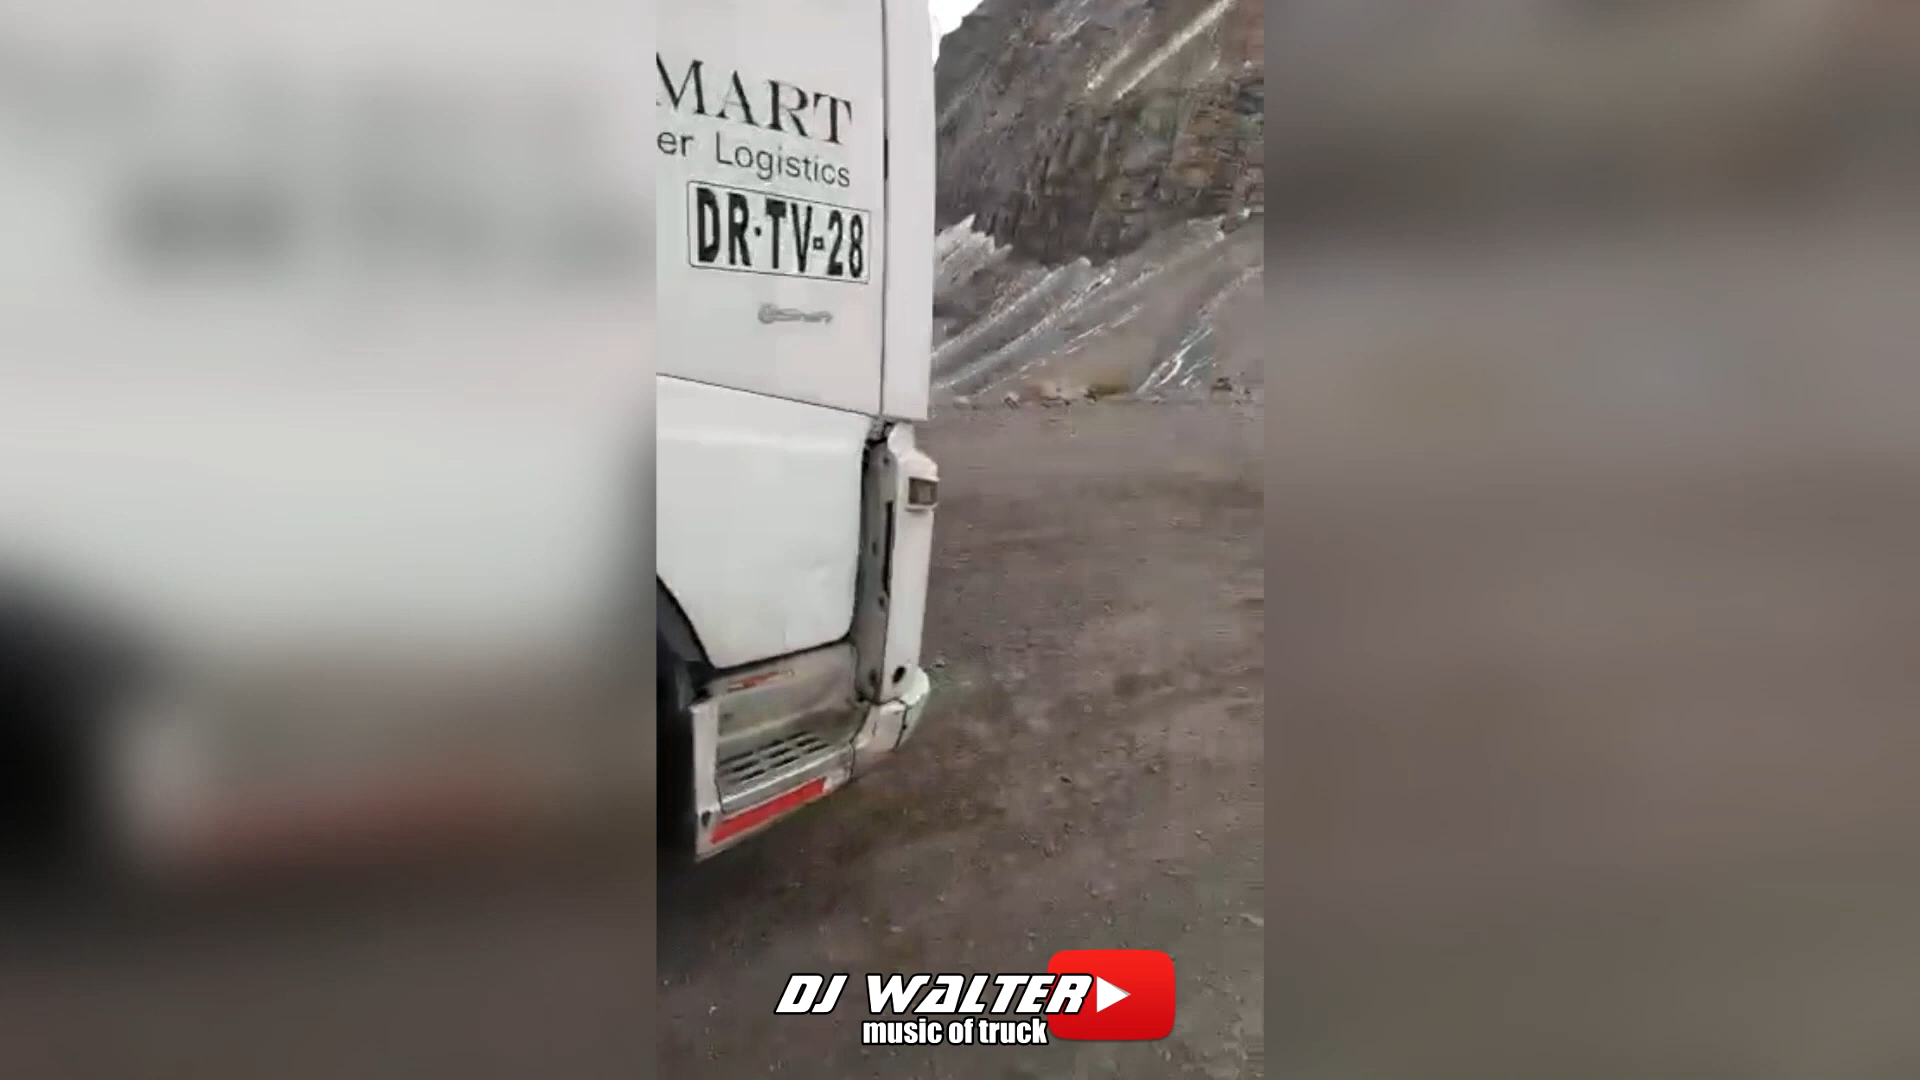 MART
er Logistics
DR·TV-28
DJ WALTER
music of truck